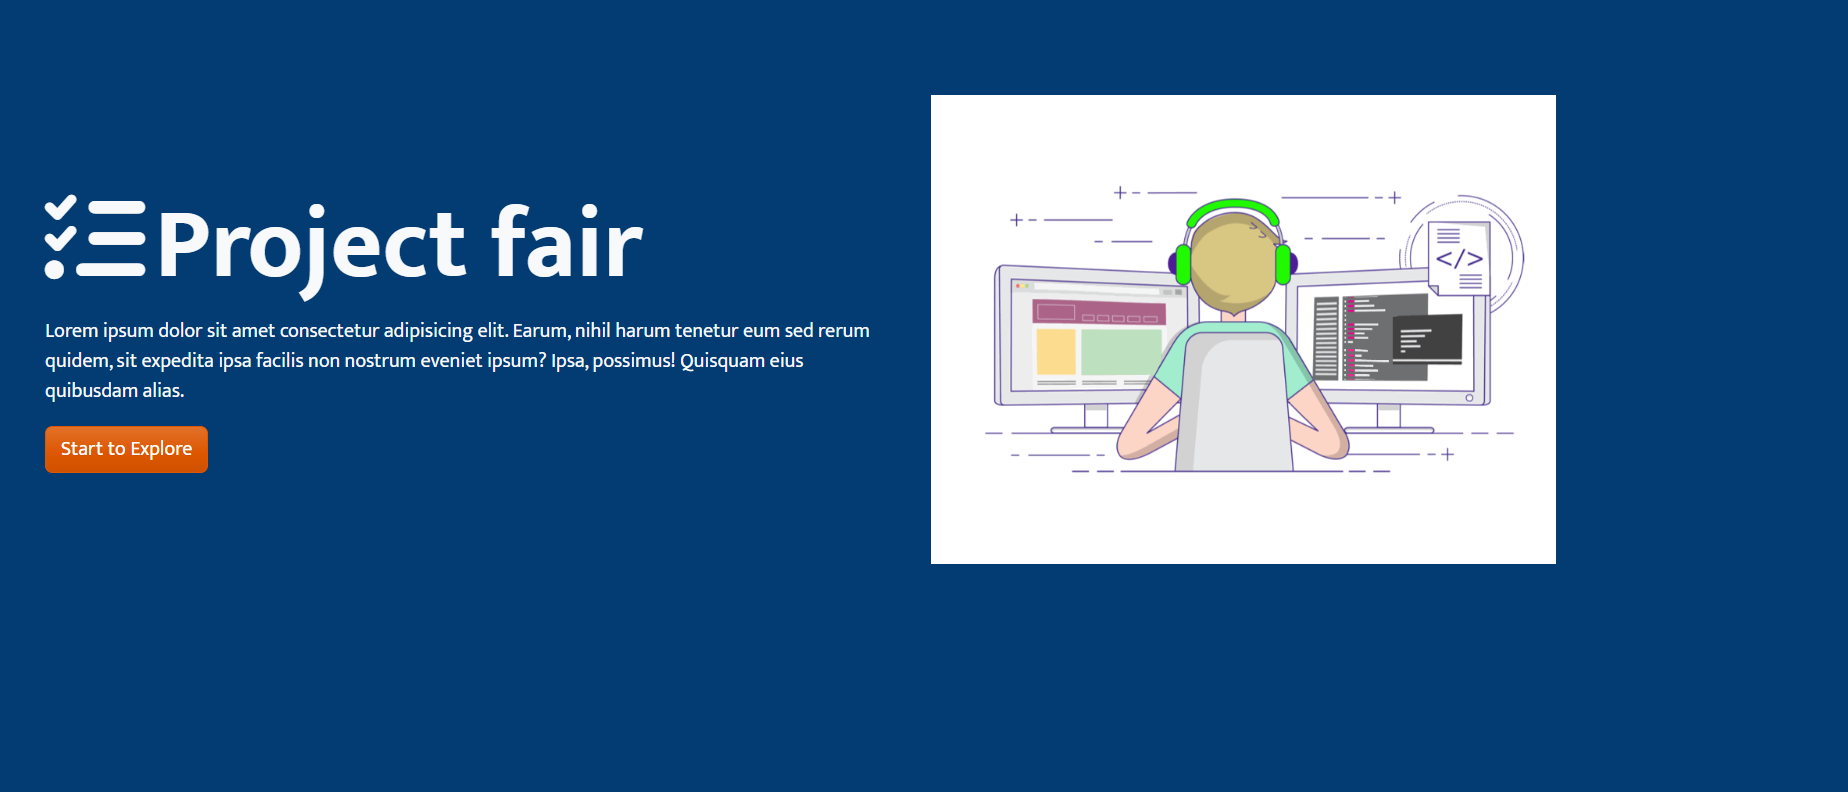 Project fair
Lorem ipsum dolor sit amet consectetur adipisicing elit. Earum, nihil harum tenetur eum sed rerum
quidem, sit expedita ipsa facilis non nostrum eveniet ipsum? Ipsa, possimus! Quisquam eius
quibusdam alias.
Start to Explore
</>